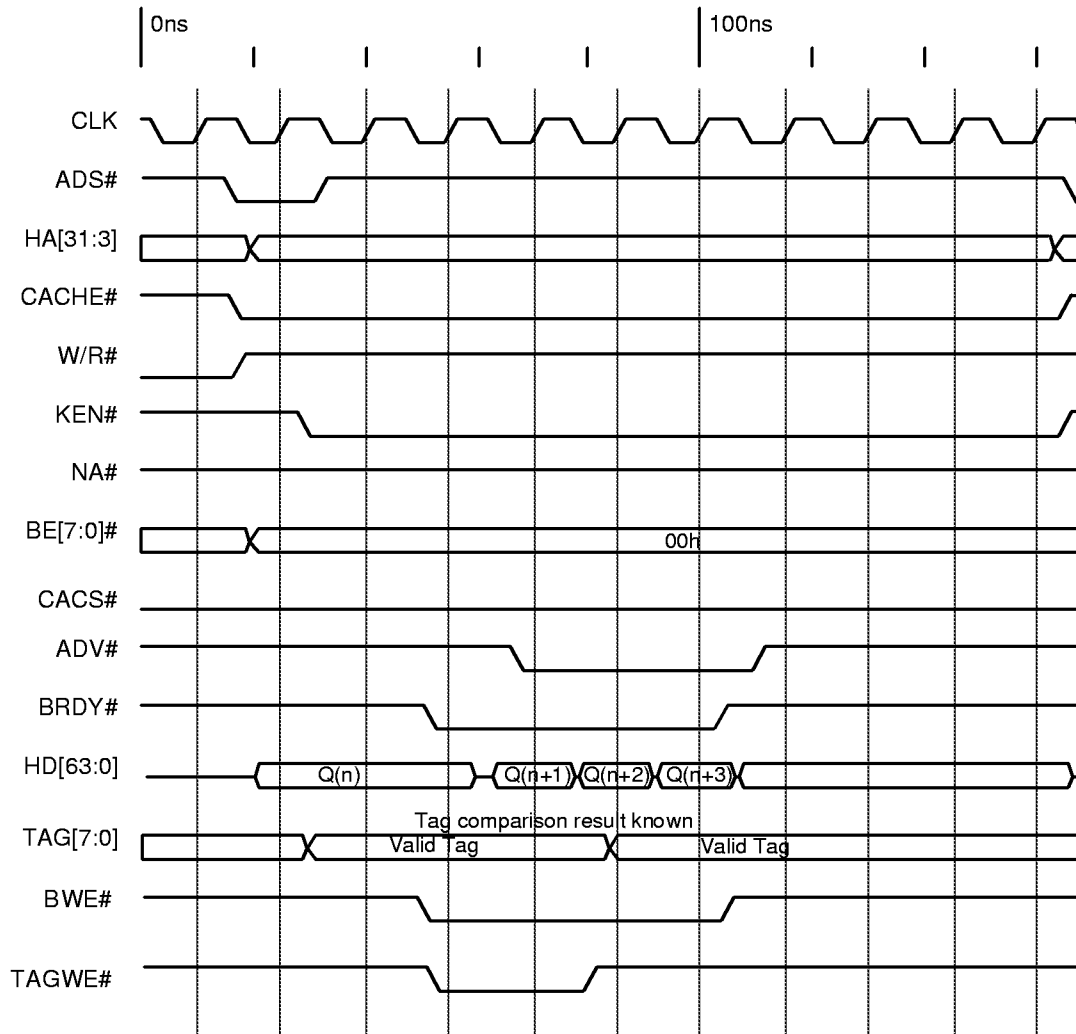 0ns 100ns
CLK
ADS#
HA[31:3]
CACHE#
W/R#
KEN#
NA#
BE[7:0]#
00h
CACS#
ADV#
BRDY#
HD[63:0] Q(n) Q(n+1) Q(n+2) Q(n+3)
Tag comparison result known
TAG[7:0] Valid Tag Valid Tag
BWE#
TAGWE#